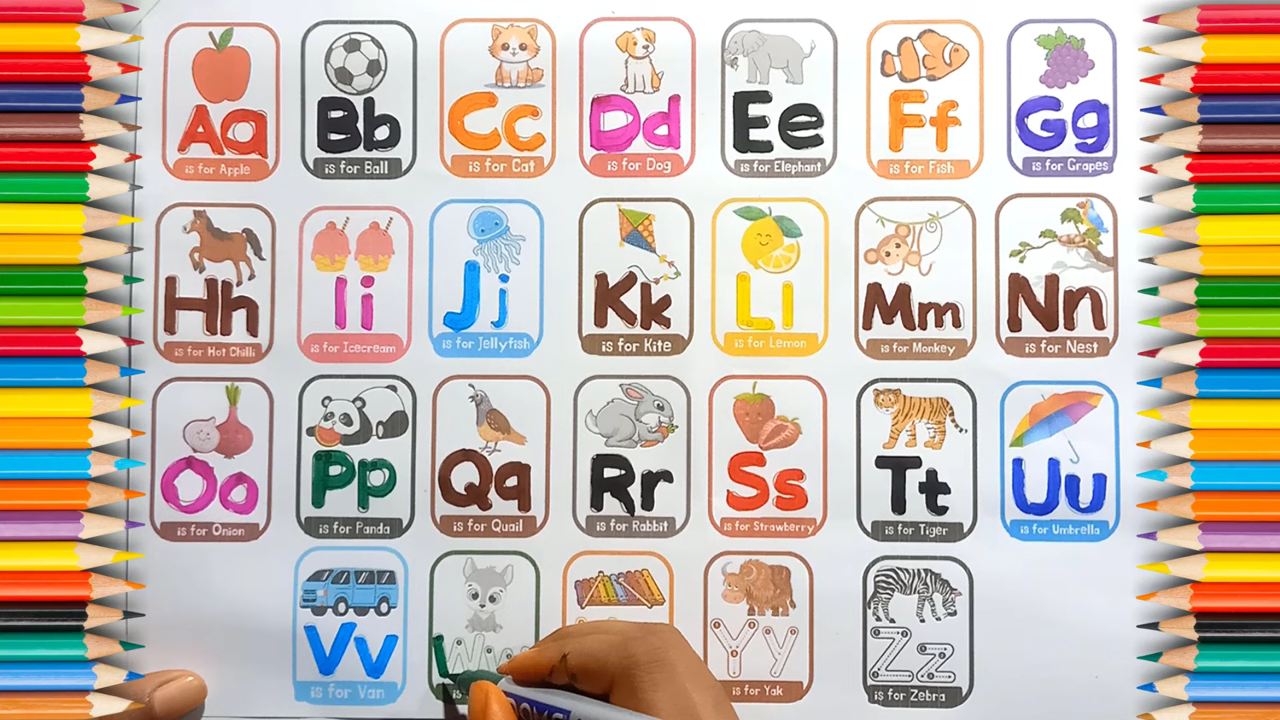 Aa
is for Apple
Bb
is for Ball
Cc
is for Cat
Dd
is for Dog
Ee
is for Elephant
Ff
is for Fish
Gg
is for Grapes
Hh
is for Hot Chilli
Ii
is for Icecream
Jj
is for Jellyfish
Kk
is for Kite
Ll
is for Lemon
Mm
is for Monkey
Nn
is for Nest
Oo
is for Onion
Pp
is for Panda
Qq
is for Quail
Rr
is for Rabbit
Ss
is for Strawberry
Tt
is for Tiger
Uu
is for Umbrella
Vv
is for Van
Ww
is
Yy
is for Yak
Zz
is for Zebra